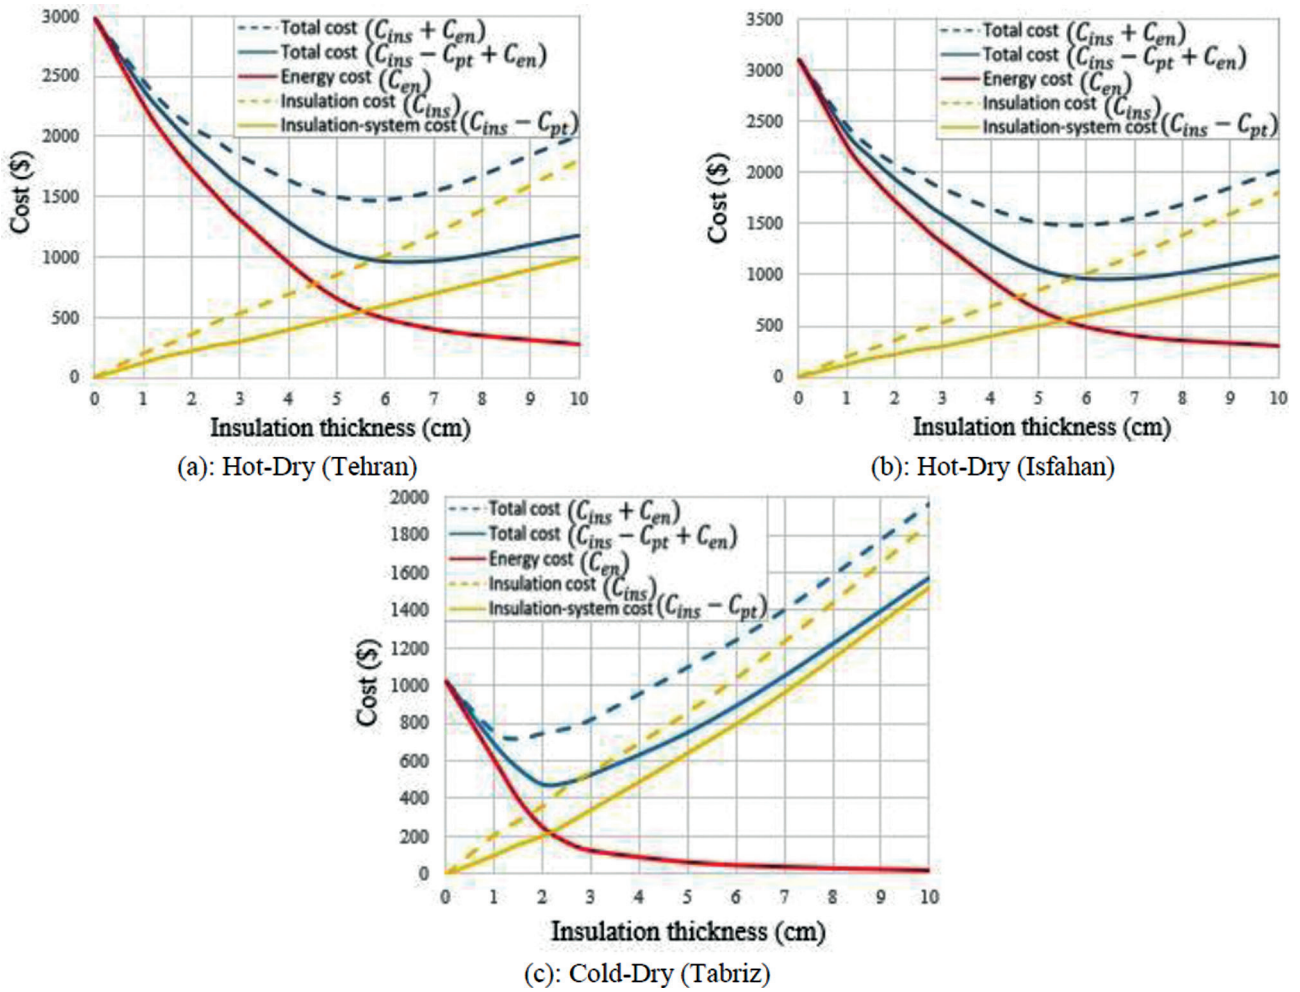 3000
2500
2000
1500
1000
500
0
Cost ($)
Total cost (C_ins + C_en)
Total cost (C_ins − C_pt + C_en)
Energy cost (C_en)
Insulation cost (C_ins)
Insulation-system cost (C_ins − C_pt)
0 1 2 3 4 5 6 7 8 9 10
Insulation thickness (cm)
(a): Hot-Dry (Tehran)
3500
3000
2500
2000
1500
1000
500
0
Cost ($)
Total cost (C_ins + C_en)
Total cost (C_ins − C_pt + C_en)
Energy cost (C_en)
Insulation cost (C_ins)
Insulation-system cost (C_ins − C_pt)
0 1 2 3 4 5 6 7 8 9 10
Insulation thickness (cm)
(b): Hot-Dry (Isfahan)
2000
1800
1600
1400
1200
1000
800
600
400
200
0
Cost ($)
Total cost (C_ins + C_en)
Total cost (C_ins − C_pt + C_en)
Energy cost (C_en)
Insulation cost (C_ins)
Insulation-system cost (C_ins − C_pt)
0 1 2 3 4 5 6 7 8 9 10
Insulation thickness (cm)
(c): Cold-Dry (Tabriz)